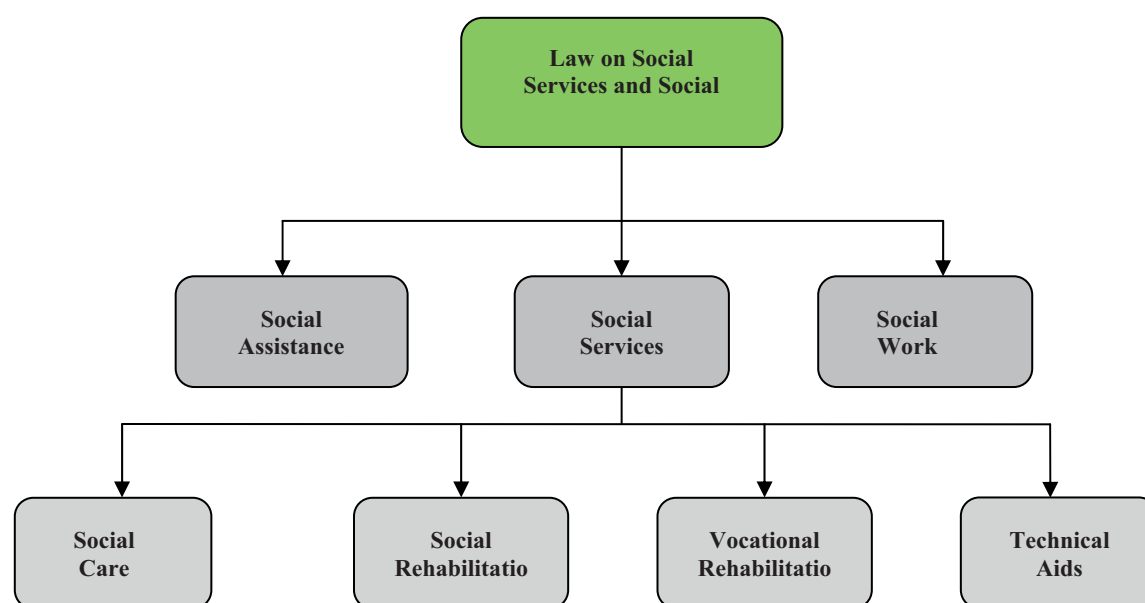 Law on Social
Services and Social
Social
Assistance
Social
Services
Social
Work
Social
Care
Social
Rehabilitatio
Vocational
Rehabilitatio
Technical
Aids